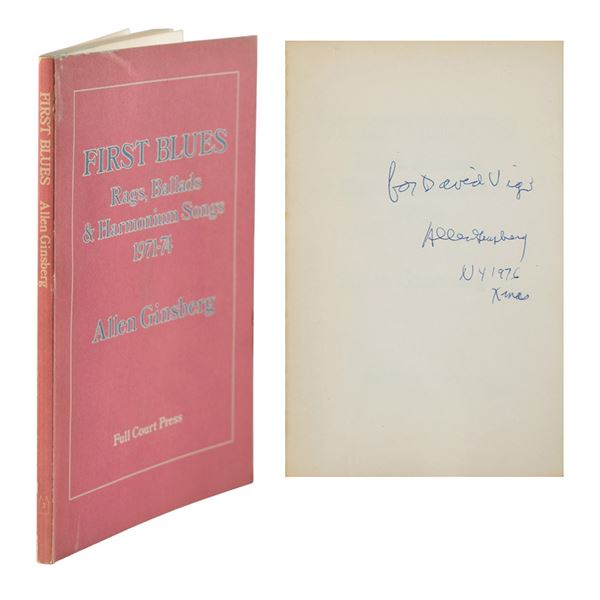 FIRST BLUES Allen Ginsberg
FIRST BLUES
Rags, Ballads
& Harmonium Songs
1971-74
Allen Ginsberg
Full Court Press
for David Vigo
Allen Ginsberg
NY 1976
Xmas